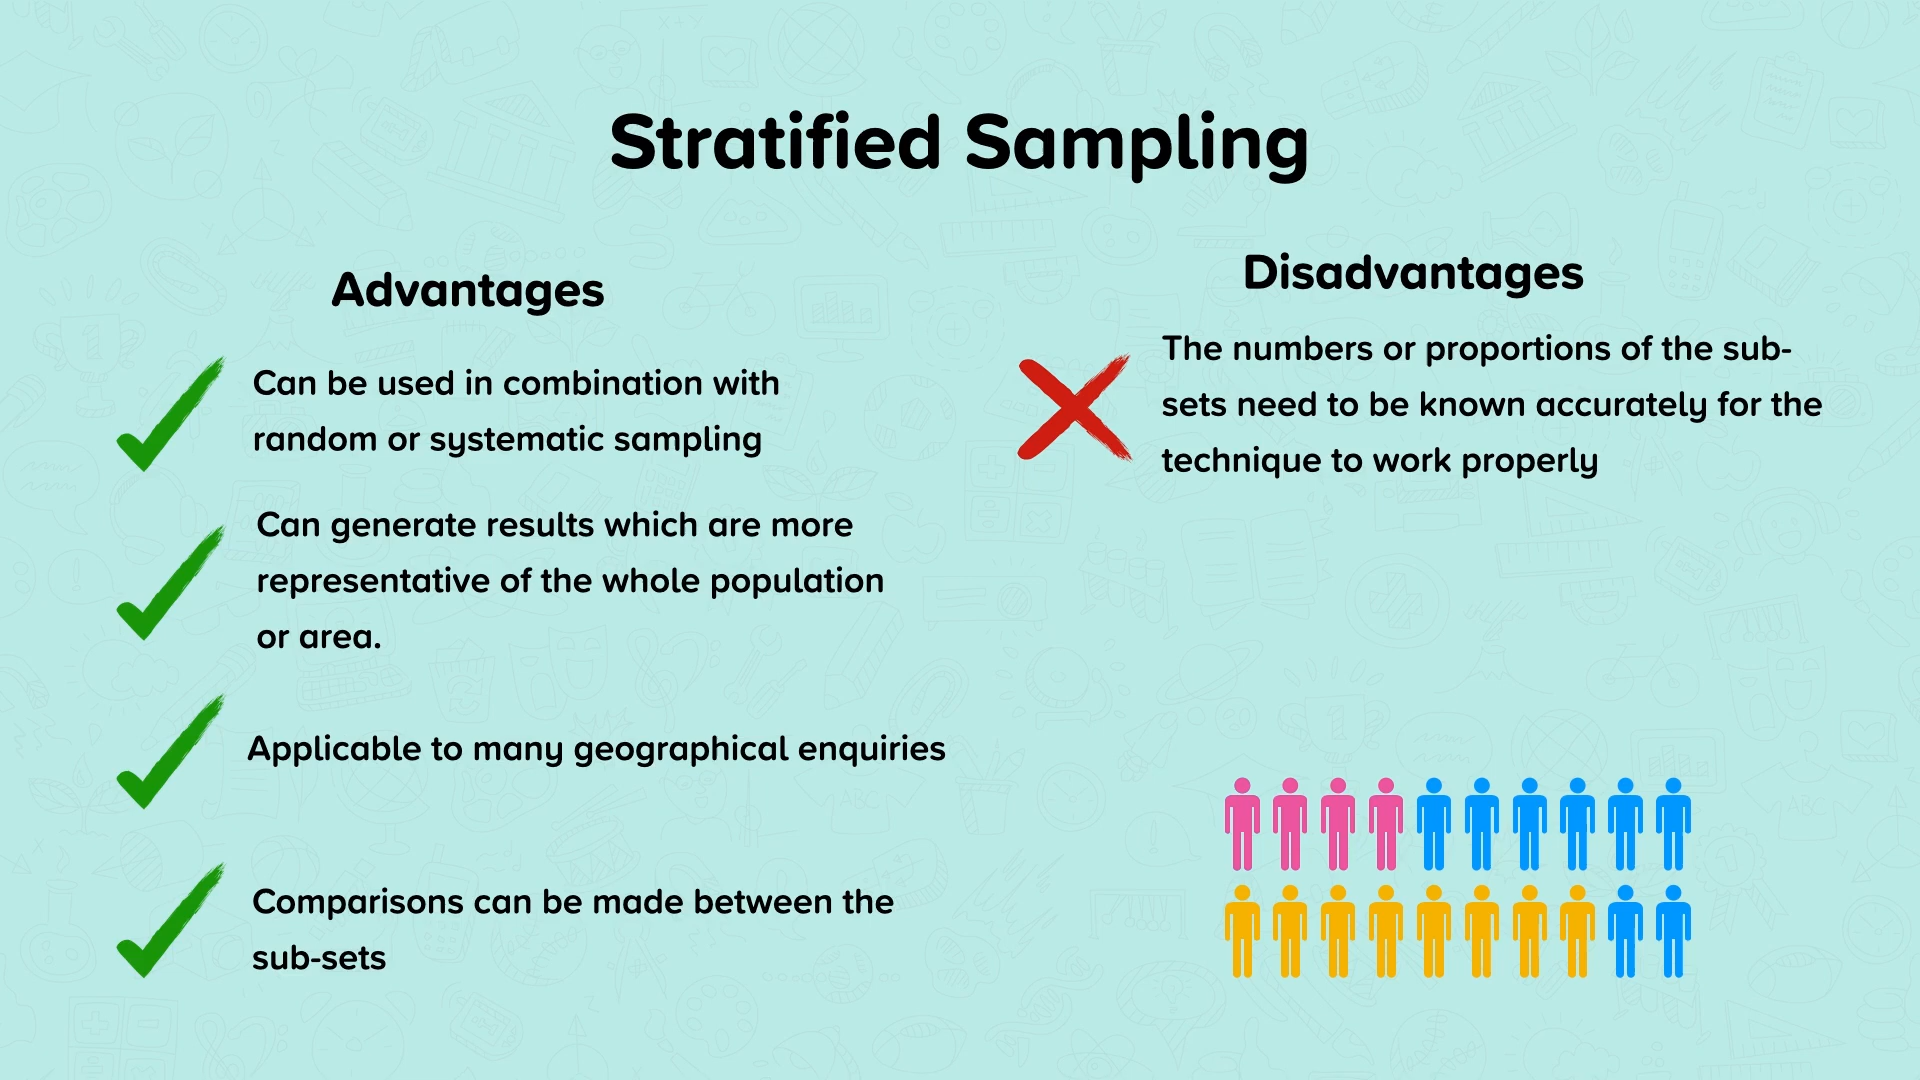 Stratified Sampling
Advantages
Can be used in combination with
random or systematic sampling
Can generate results which are more
representative of the whole population
or area.
Applicable to many geographical enquiries
Comparisons can be made between the
sub-sets
Disadvantages
The numbers or proportions of the sub-
sets need to be known accurately for the
technique to work properly